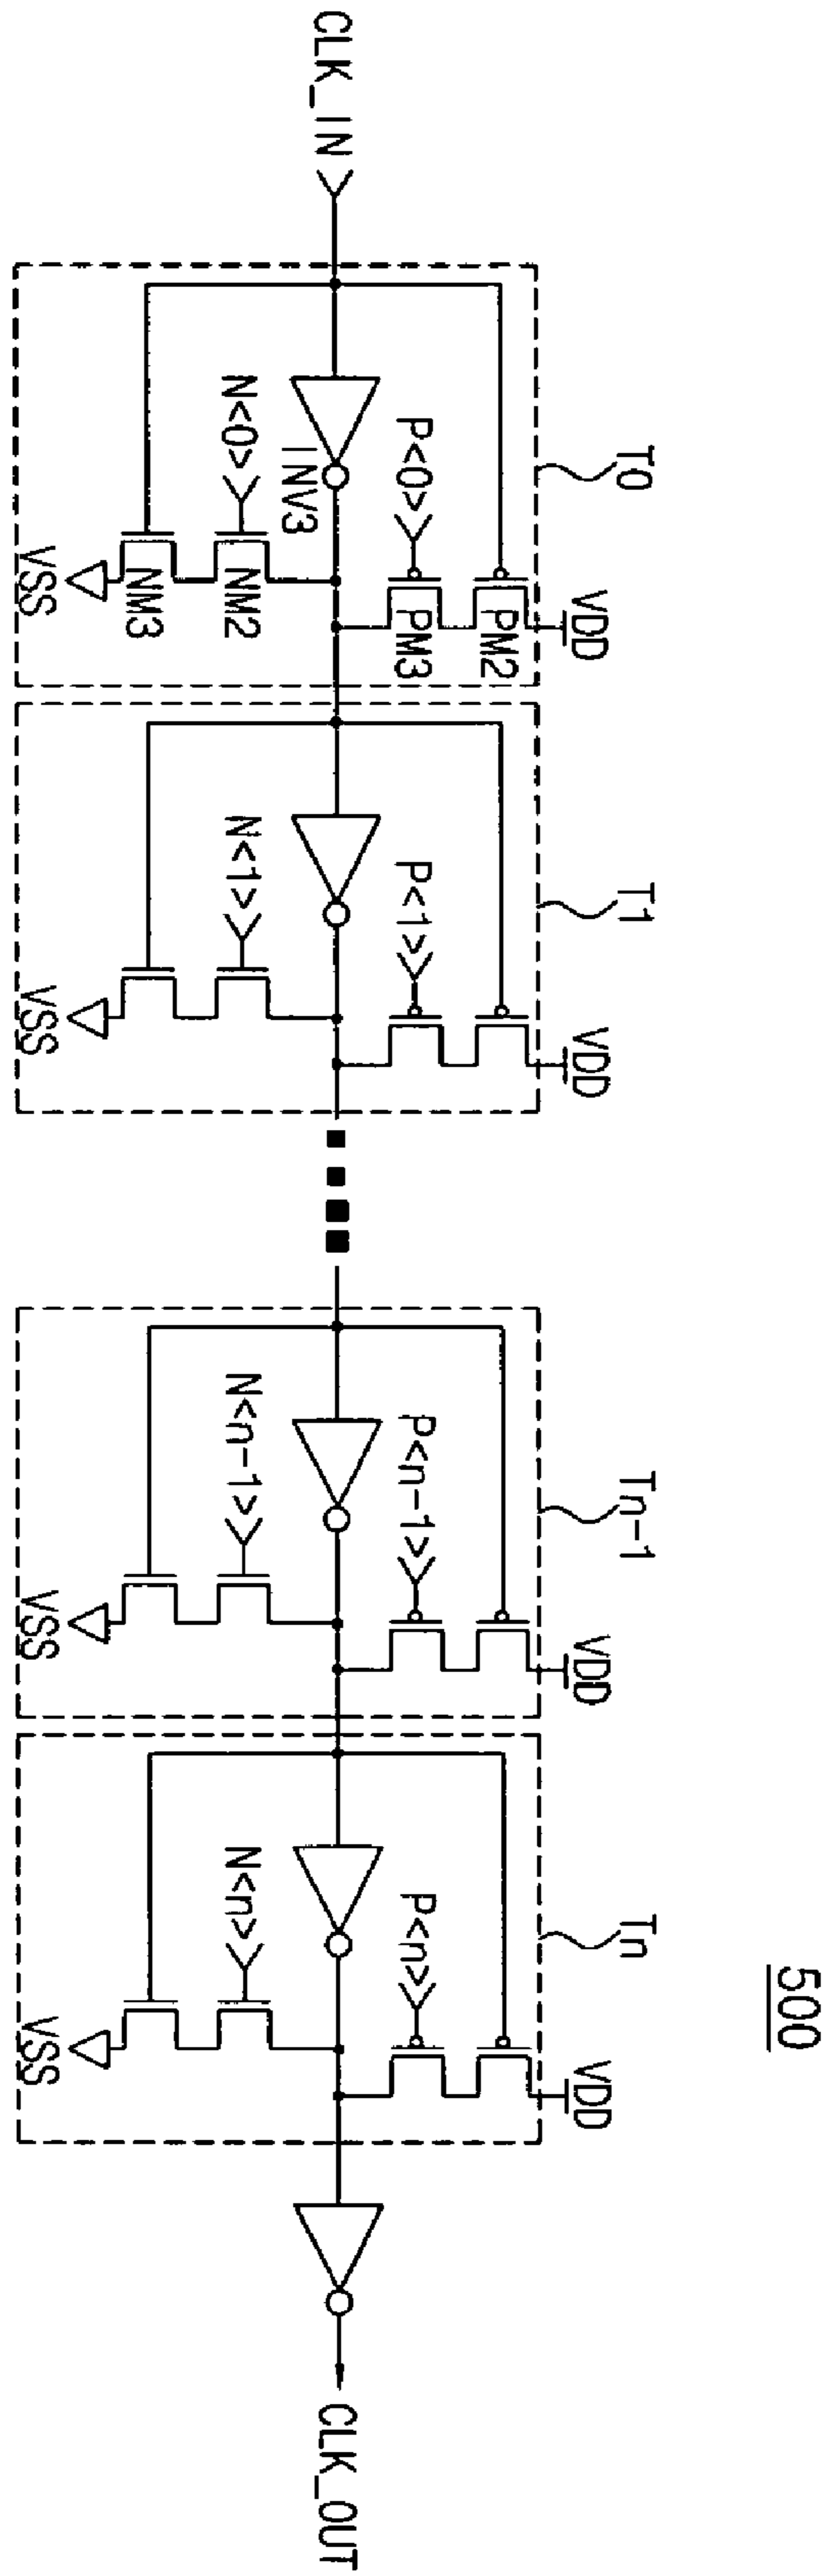 500
T0
T1
Tn-1
Tn
VDD
VDD
VDD
VDD
PM2
P<0>
PM3
P<1>
P<n-1>
P<n>
CLK_IN
INV3
CLK_OUT
N<0>
NM2
N<1>
N<n-1>
N<n>
NM3
VSS
VSS
VSS
VSS